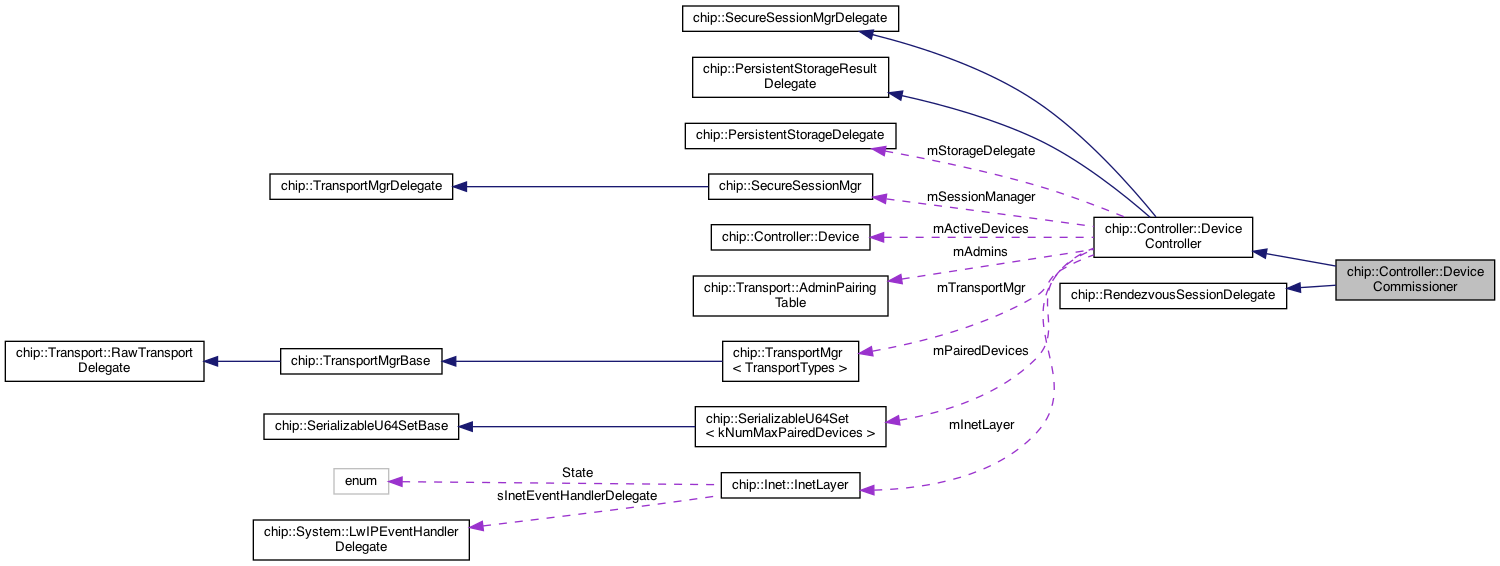 chip::SecureSessionMgrDelegate
chip::PersistentStorageResult
Delegate
chip::PersistentStorageDelegate
mStorageDelegate
chip::TransportMgrDelegate
chip::SecureSessionMgr
mSessionManager
chip::Controller::Device
mActiveDevices
chip::Controller::Device
Controller
mAdmins
chip::Controller::Device
Commissioner
chip::Transport::AdminPairing
Table
mTransportMgr
chip::RendezvousSessionDelegate
chip::Transport::RawTransport
Delegate
chip::TransportMgrBase
chip::TransportMgr
< TransportTypes >
mPairedDevices
chip::SerializableU64SetBase
chip::SerializableU64Set
< kNumMaxPairedDevices >
mInetLayer
enum
State
chip::Inet::InetLayer
sInetEventHandlerDelegate
chip::System::LwIPEventHandler
Delegate